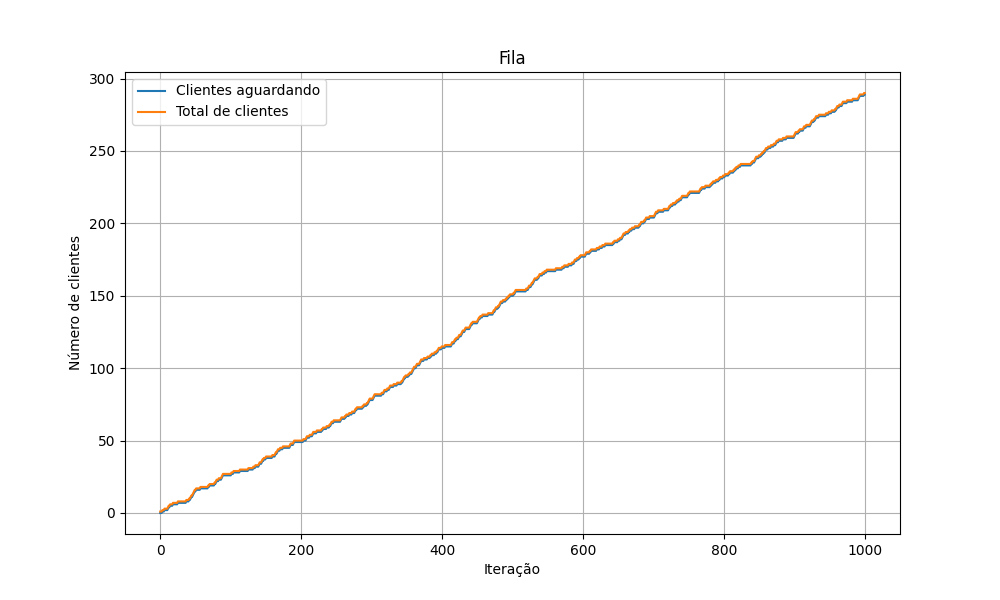 Fila
Clientes aguardando
Total de clientes
300
250
200
150
100
50
0
Número de clientes
0 200 400 600 800 1000
Iteração